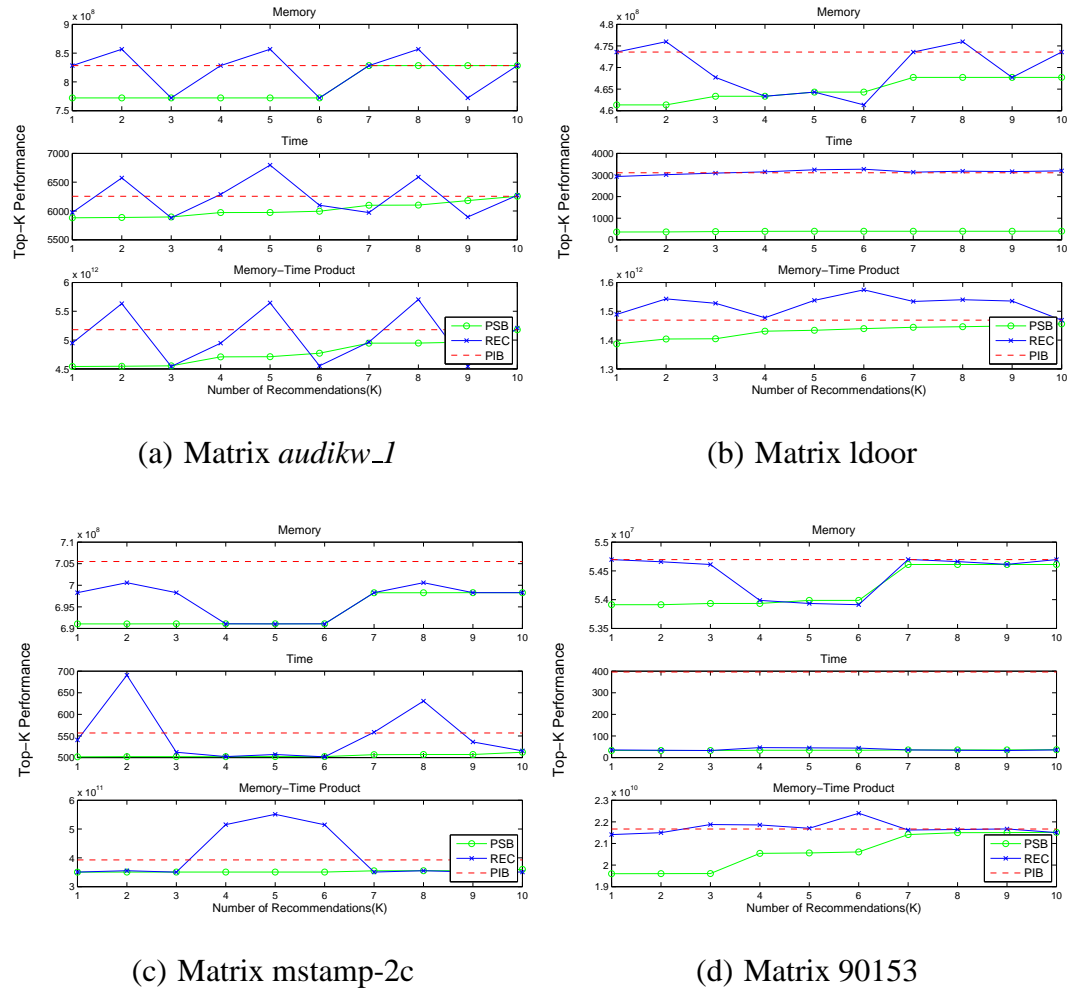 Memory
x 10^8
9
8.5
8
7.5
1 2 3 4 5 6 7 8 9 10
Time
7000
6500
6000
5500
1 2 3 4 5 6 7 8 9 10
Top−K Performance
Memory−Time Product
x 10^12
6
5.5
5
4.5
1 2 3 4 5 6 7 8 9 10
PSB
REC
PIB
Number of Recommendations(K)
(a) Matrix audikw_1
Memory
x 10^8
4.8
4.75
4.7
4.65
4.6
1 2 3 4 5 6 7 8 9 10
Time
4000
3000
2000
1000
0
1 2 3 4 5 6 7 8 9 10
Top−K Performance
Memory−Time Product
x 10^12
1.6
1.5
1.4
1.3
1 2 3 4 5 6 7 8 9 10
PSB
REC
PIB
Number of Recommendations(K)
(b) Matrix ldoor
Memory
x 10^8
7.1
7.05
7
6.95
6.9
1 2 3 4 5 6 7 8 9 10
Time
700
650
600
550
500
1 2 3 4 5 6 7 8 9 10
Top−K Performance
Memory−Time Product
x 10^11
6
5
4
3
1 2 3 4 5 6 7 8 9 10
PSB
REC
PIB
Number of Recommendations(K)
(c) Matrix mstamp-2c
Memory
x 10^7
5.5
5.45
5.4
5.35
1 2 3 4 5 6 7 8 9 10
Time
400
300
200
100
0
1 2 3 4 5 6 7 8 9 10
Top−K Performance
Memory−Time Product
x 10^10
2.3
2.2
2.1
2
1.9
1 2 3 4 5 6 7 8 9 10
PSB
REC
PIB
Number of Recommendations(K)
(d) Matrix 90153